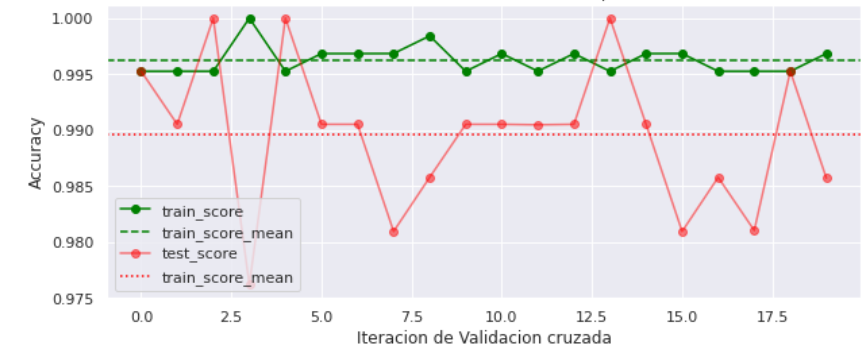 1.000
0.995
0.990
0.985
0.980
0.975
Accuracy
train_score
train_score_mean
test_score
train_score_mean
0.0 2.5 5.0 7.5 10.0 12.5 15.0 17.5
Iteracion de Validacion cruzada